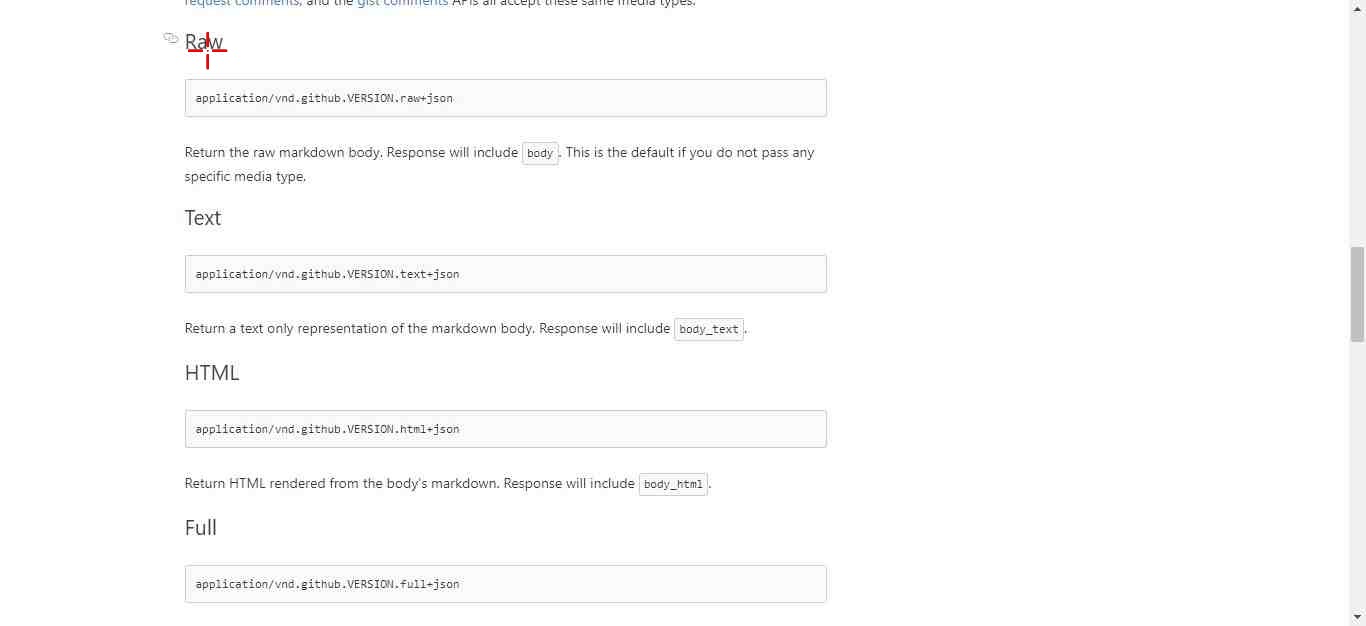 request comments, and the gist comments APIs all accept these same media types.
Raw
application/vnd.github.VERSION.raw+json
Return the raw markdown body. Response will include body. This is the default if you do not pass any
specific media type.
Text
application/vnd.github.VERSION.text+json
Return a text only representation of the markdown body. Response will include body_text.
HTML
application/vnd.github.VERSION.html+json
Return HTML rendered from the body's markdown. Response will include body_html.
Full
application/vnd.github.VERSION.full+json